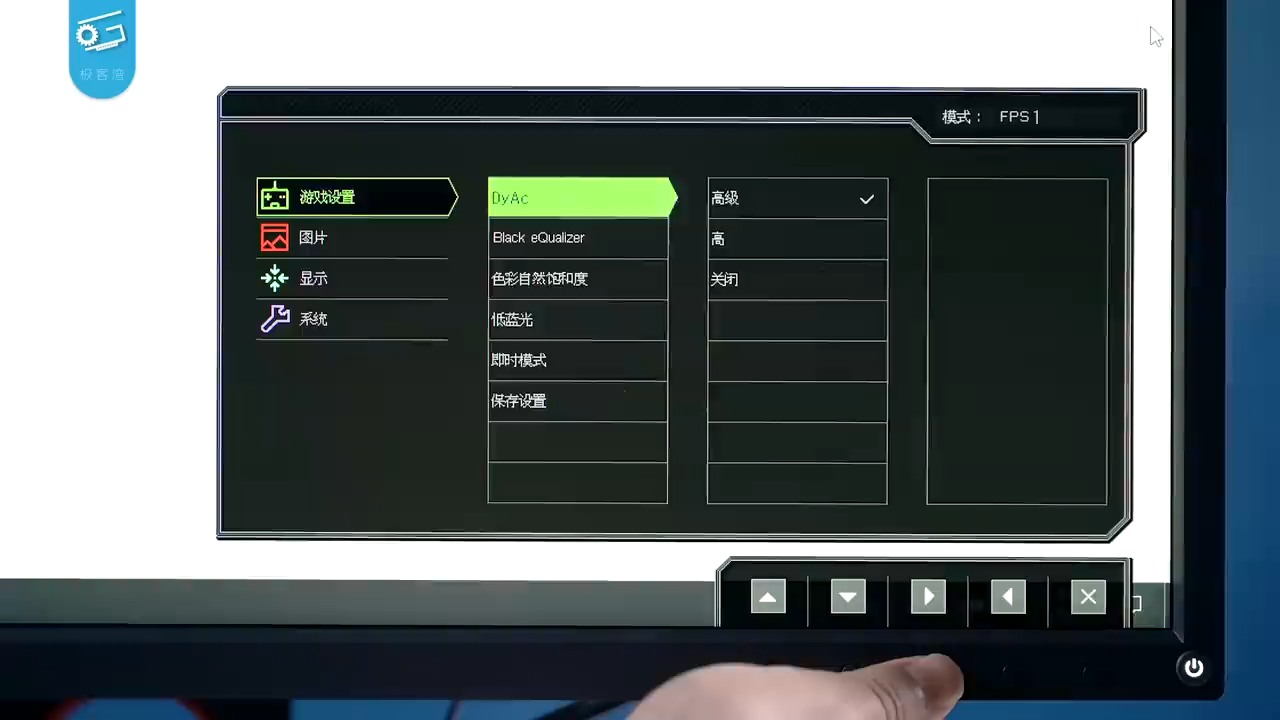 极客湾
模式： FPS 1
游戏设置
图片
显示
系统
DyAc
Black eQualizer
色彩自然饱和度
低蓝光
即时模式
保存设置
高级
高
关闭